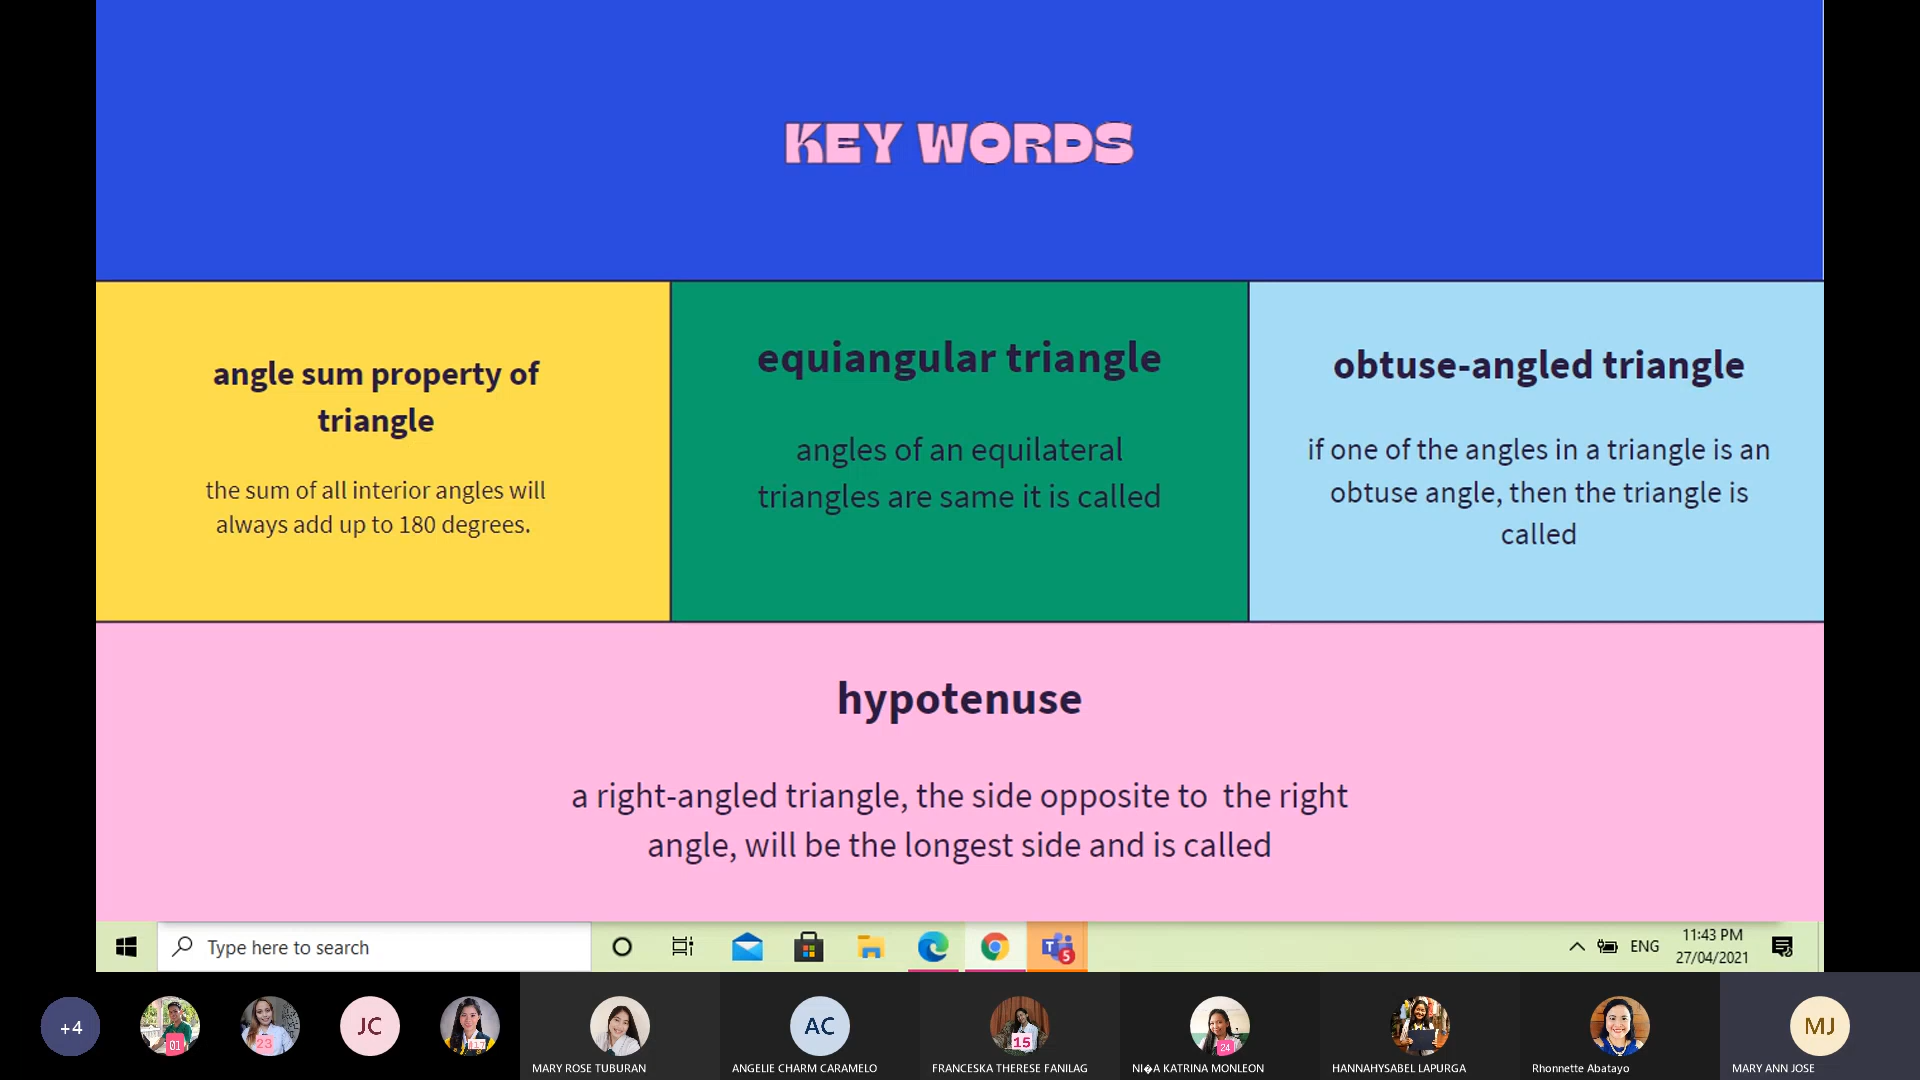 KEY WORDS
angle sum property of
triangle
the sum of all interior angles will
always add up to 180 degrees.
equiangular triangle
angles of an equilateral
triangles are same it is called
obtuse-angled triangle
if one of the angles in a triangle is an
obtuse angle, then the triangle is
called
hypotenuse
a right-angled triangle, the side opposite to the right
angle, will be the longest side and is called
Type here to search
T
5
ENG
11:43 PM
27/04/2021
+4
01
23
JC
AC
15
24
MJ
MARY ROSE TUBURAN
ANGELIE CHARM CARAMELO
FRANCESKA THERESE FANILAG
NI�A KATRINA MONLEON
HANNAHYSABEL LAPURGA
Rhonnette Abatayo
MARY ANN JOSE